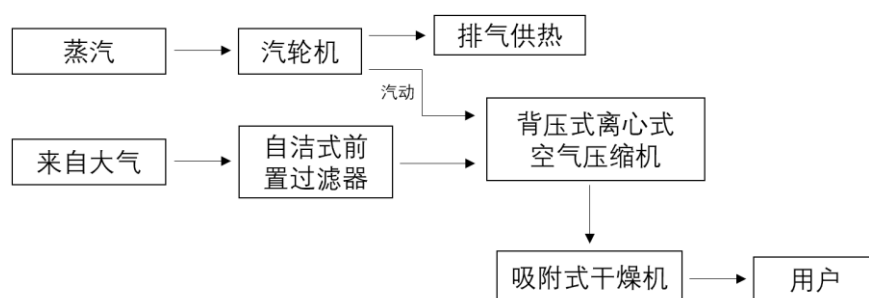 蒸汽
汽轮机
排气供热
汽动
来自大气
自洁式前
置过滤器
背压式离心式
空气压缩机
吸附式干燥机
用户